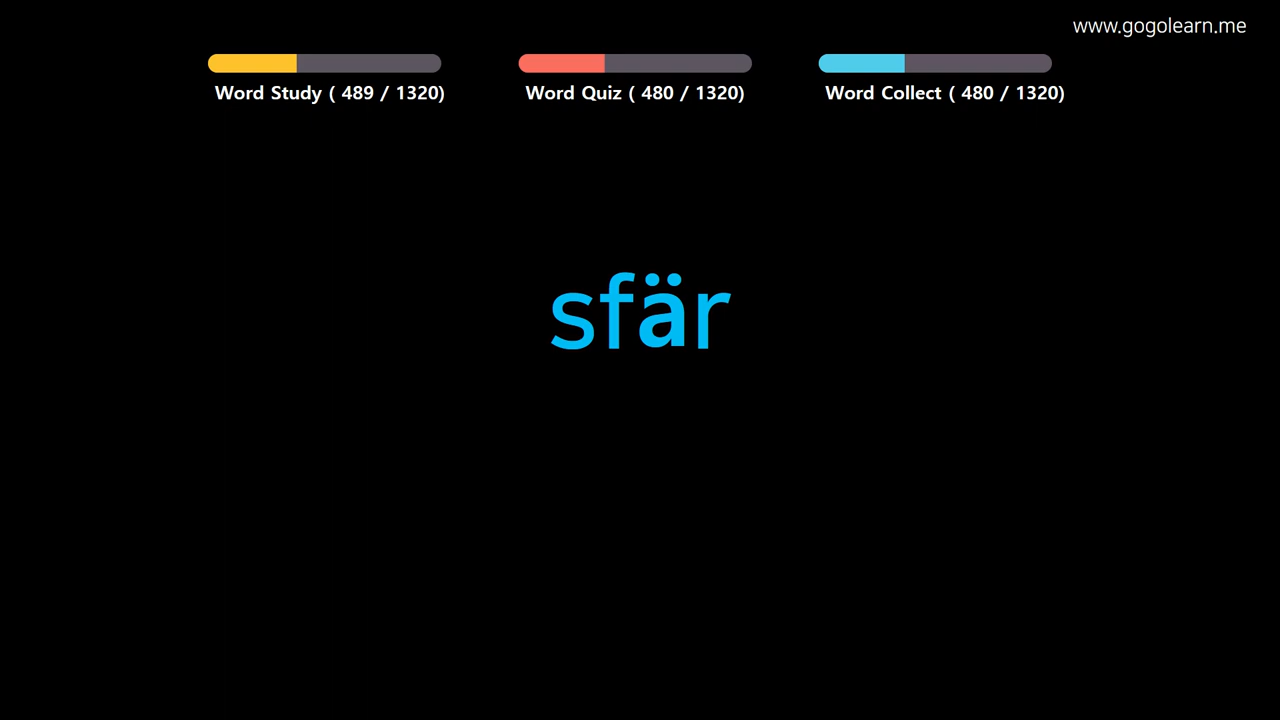 www.gogolearn.me
Word Study ( 489 / 1320)
Word Quiz ( 480 / 1320)
Word Collect ( 480 / 1320)
sfär